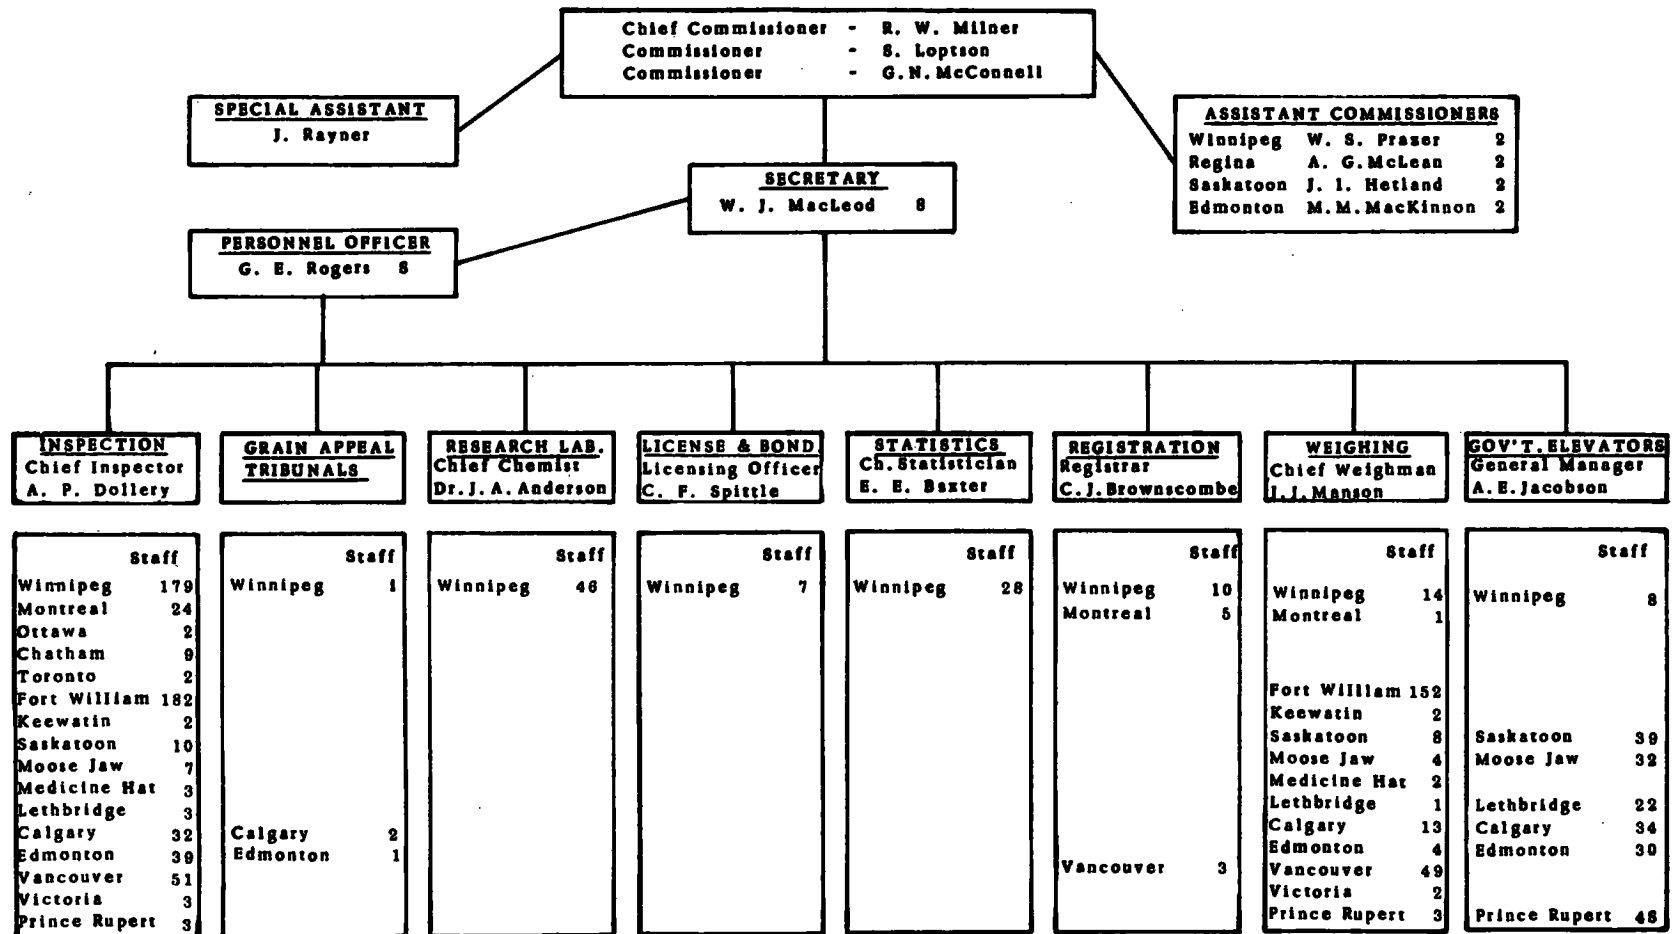 Chief Commissioner - R. W. Milner
Commissioner - S. Loptson
Commissioner - G.N. McConnell
SPECIAL ASSISTANT
J. Rayner
ASSISTANT COMMISSIONERS
Winnipeg W. S. Fraser 2
Regina A. G. McLean 2
Saskatoon J. I. Hetland 2
Edmonton M.M. MacKinnon 2
SECRETARY
W. J. MacLeod 8
PERSONNEL OFFICER
G. E. Rogers 8
INSPECTION
Chief Inspector
A. P. Dollery
GRAIN APPEAL
TRIBUNALS
RESEARCH LAB.
Chief Chemist
Dr. J. A. Anderson
LICENSE & BOND
Licensing Officer
C. F. Spittle
STATISTICS
Ch. Statistician
E. E. Baxter
REGISTRATION
Registrar
C. J. Brownscombe
WEIGHING
Chief Weighman
J. J. Manson
GOV'T. ELEVATORS
General Manager
A. E. Jacobson
Staff
Winnipeg 179
Montreal 24
Ottawa 2
Chatham 9
Toronto 2
Fort William 182
Keewatin 2
Saskatoon 10
Moose Jaw 7
Medicine Hat 3
Lethbridge 3
Calgary 32
Edmonton 39
Vancouver 51
Victoria 3
Prince Rupert 3
Staff
Winnipeg 1
Calgary 2
Edmonton 1
Staff
Winnipeg 46
Staff
Winnipeg 7
Staff
Winnipeg 28
Staff
Winnipeg 10
Montreal 5
Vancouver 3
Staff
Winnipeg 14
Montreal 1
Fort William 152
Keewatin 2
Saskatoon 8
Moose Jaw 4
Medicine Hat 2
Lethbridge 1
Calgary 13
Edmonton 4
Vancouver 49
Victoria 2
Prince Rupert 3
Staff
Winnipeg 8
Saskatoon 39
Moose Jaw 32
Lethbridge 22
Calgary 34
Edmonton 30
Prince Rupert 48